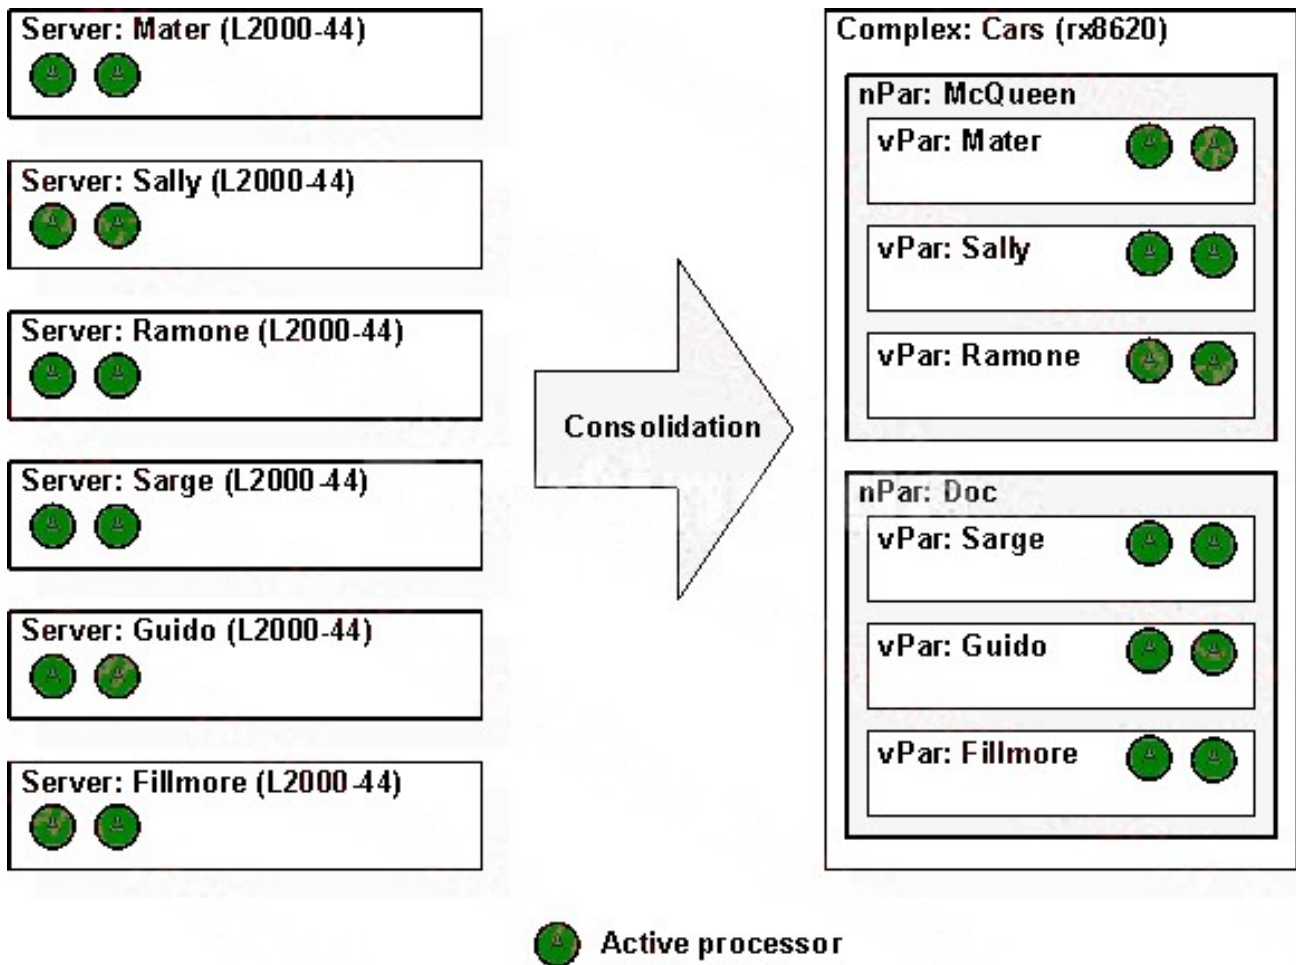 Server: Mater (L2000-44)
Server: Sally (L2000-44)
Server: Ramone (L2000-44)
Server: Sarge (L2000-44)
Server: Guido (L2000-44)
Server: Fillmore (L2000-44)
Consolidation
Complex: Cars (rx8620)
nPar: McQueen
vPar: Mater
vPar: Sally
vPar: Ramone
nPar: Doc
vPar: Sarge
vPar: Guido
vPar: Fillmore
Active processor